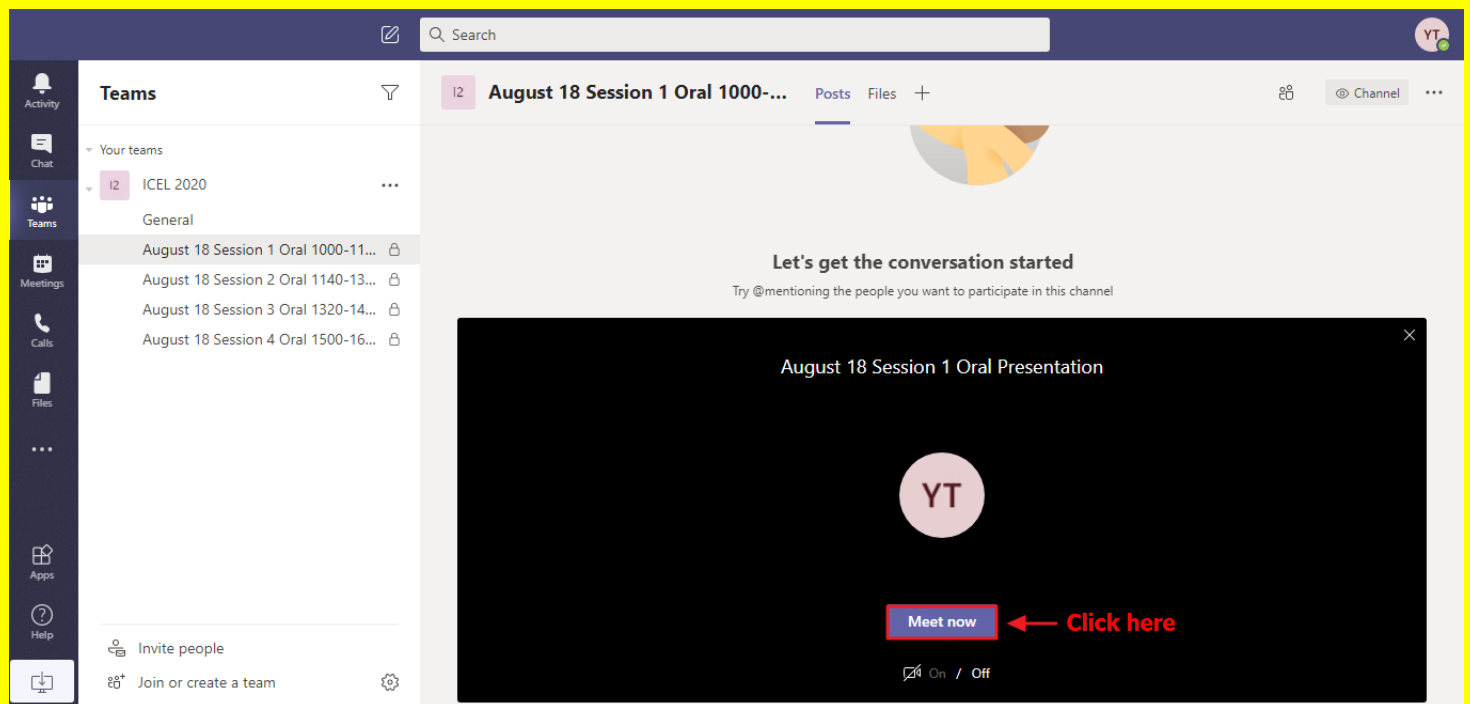 Search
YT
Activity
Chat
Teams
Meetings
Calls
Files
Apps
Help
Teams
Your teams
I2 ICEL 2020
General
August 18 Session 1 Oral 1000-11...
August 18 Session 2 Oral 1140-13...
August 18 Session 3 Oral 1320-14...
August 18 Session 4 Oral 1500-16...
Invite people
Join or create a team
I2 August 18 Session 1 Oral 1000-... Posts Files Channel
Let's get the conversation started
Try @mentioning the people you want to participate in this channel
August 18 Session 1 Oral Presentation
YT
Meet now Click here
On / Off